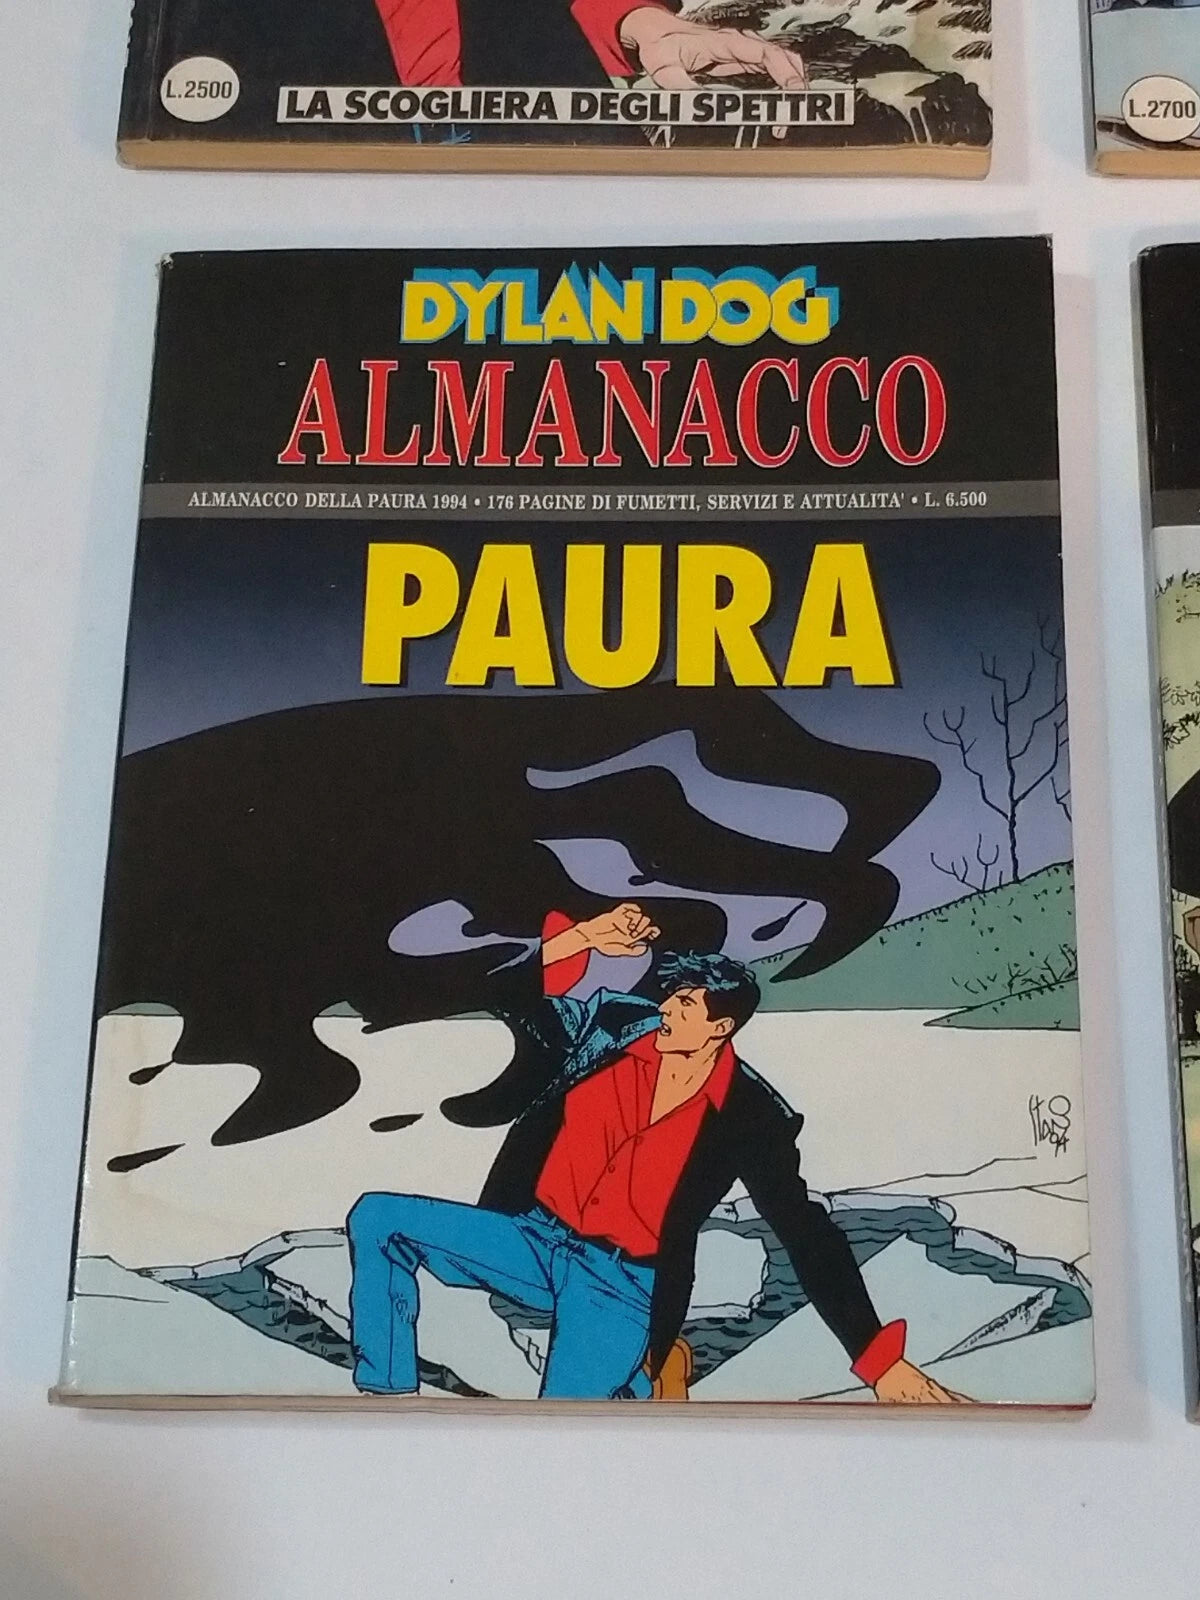 L.2500
LA SCOGLIERA DEGLI SPETTRI
L.2700
DYLAN DOG
ALMANACCO
ALMANACCO DELLA PAURA 1994 • 176 PAGINE DI FUMETTI, SERVIZI E ATTUALITA' • L. 6.500
PAURA